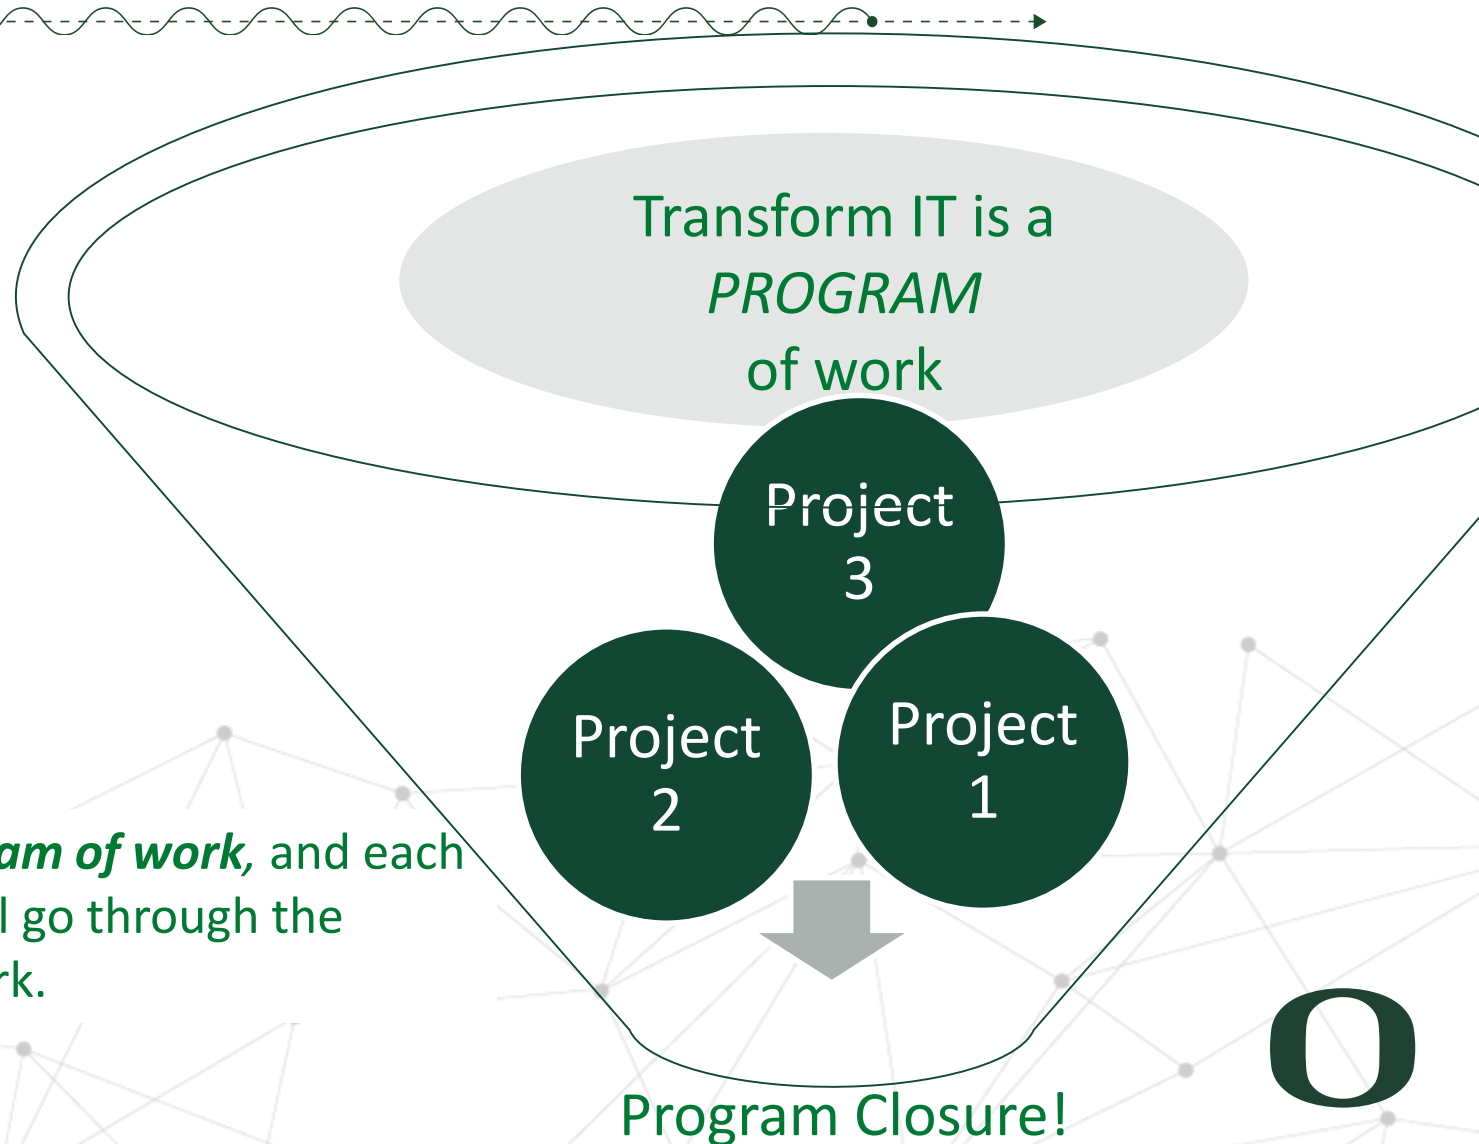 Transform IT is a
PROGRAM
of work
Project
3
Project
2
Project
1
am of work, and each
l go through the
rk.
Program Closure!
O